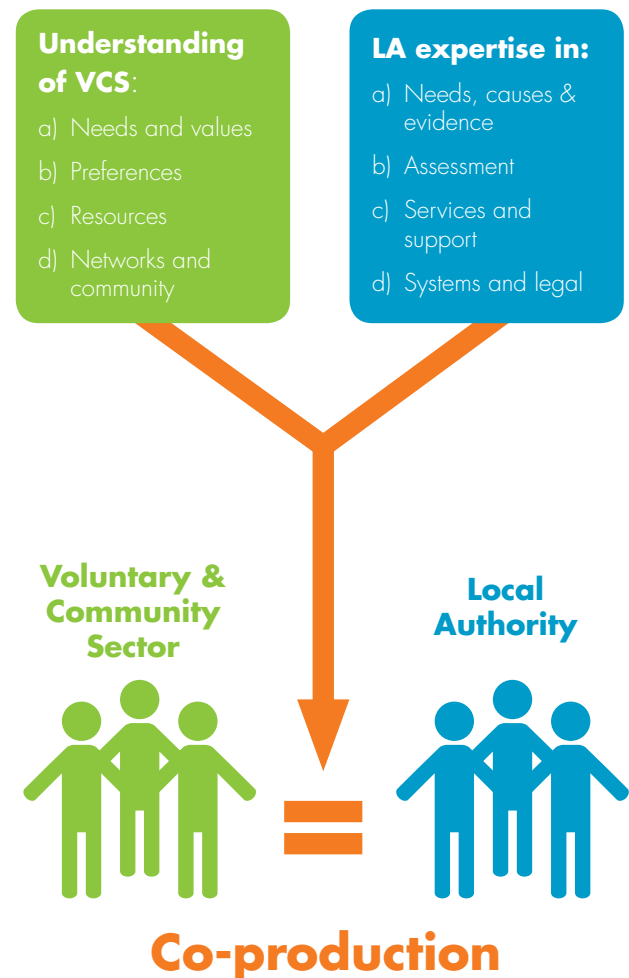 Understanding
of VCS:
a) Needs and values
b) Preferences
c) Resources
d) Networks and
community
LA expertise in:
a) Needs, causes &
evidence
b) Assessment
c) Services and
support
d) Systems and legal
Voluntary &
Community
Sector
Local
Authority
=
Co-production